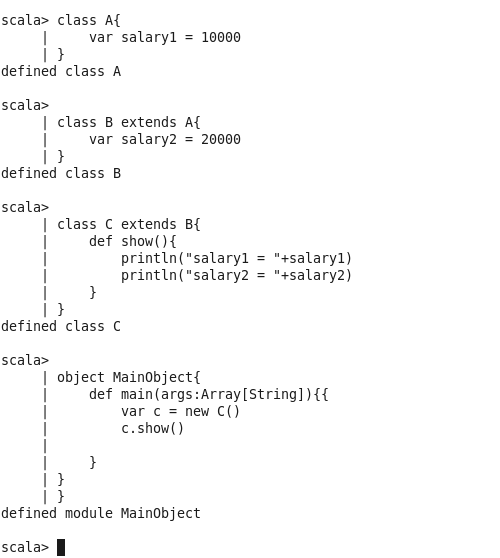 scala> class A{
     |     var salary1 = 10000
     | }
defined class A
scala>
     | class B extends A{
     |     var salary2 = 20000
     | }
defined class B
scala>
     | class C extends B{
     |     def show(){
     |         println("salary1 = "+salary1)
     |         println("salary2 = "+salary2)
     |     }
     | }
defined class C
scala>
     | object MainObject{
     |     def main(args:Array[String]){{
     |         var c = new C()
     |         c.show()
     |
     |     }
     | }
     | }
defined module MainObject
scala>